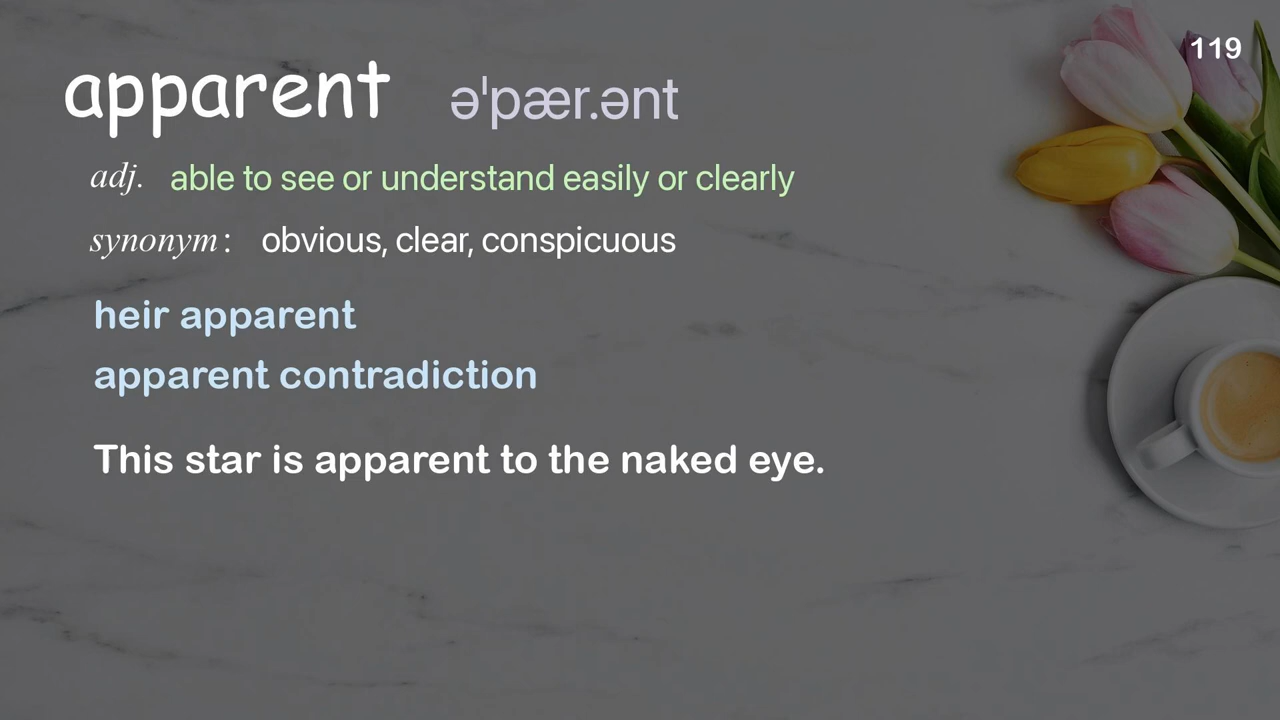 119
apparent əˈpær.ənt
adj. able to see or understand easily or clearly
synonym: obvious, clear, conspicuous
heir apparent
apparent contradiction
This star is apparent to the naked eye.